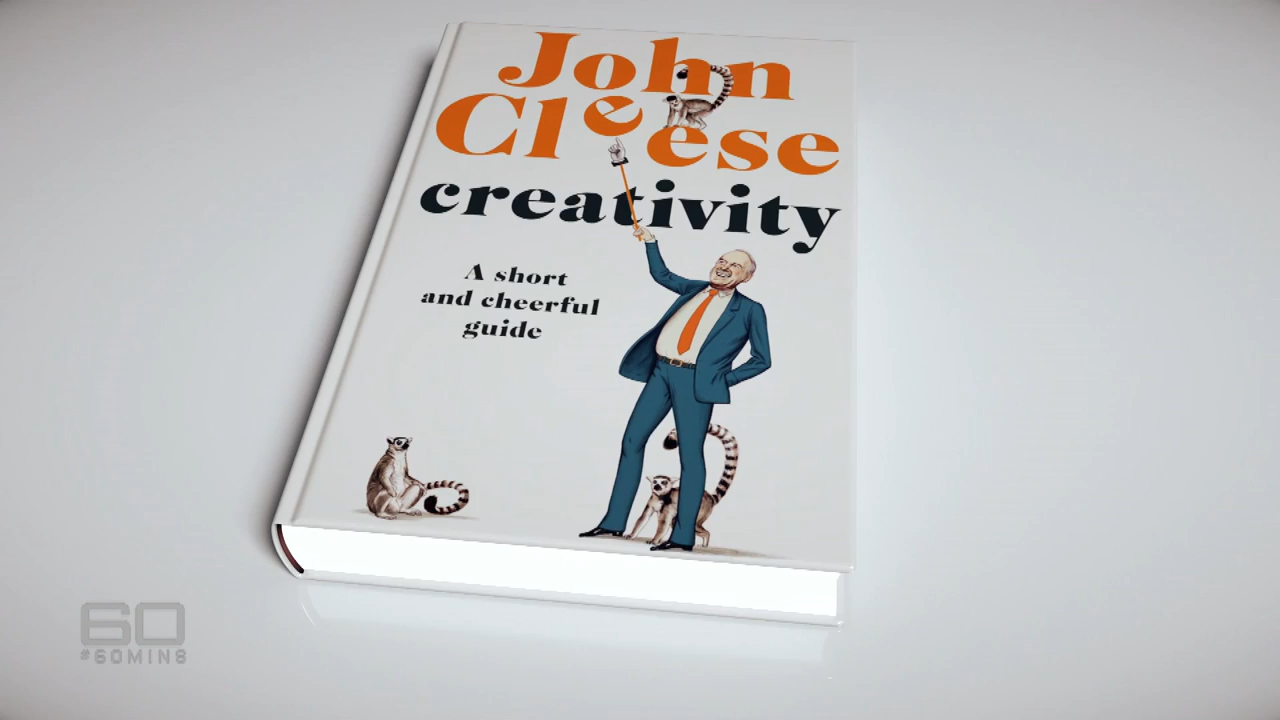 John
Cleese
creativity
A short
and cheerful
guide
60
#60MINS